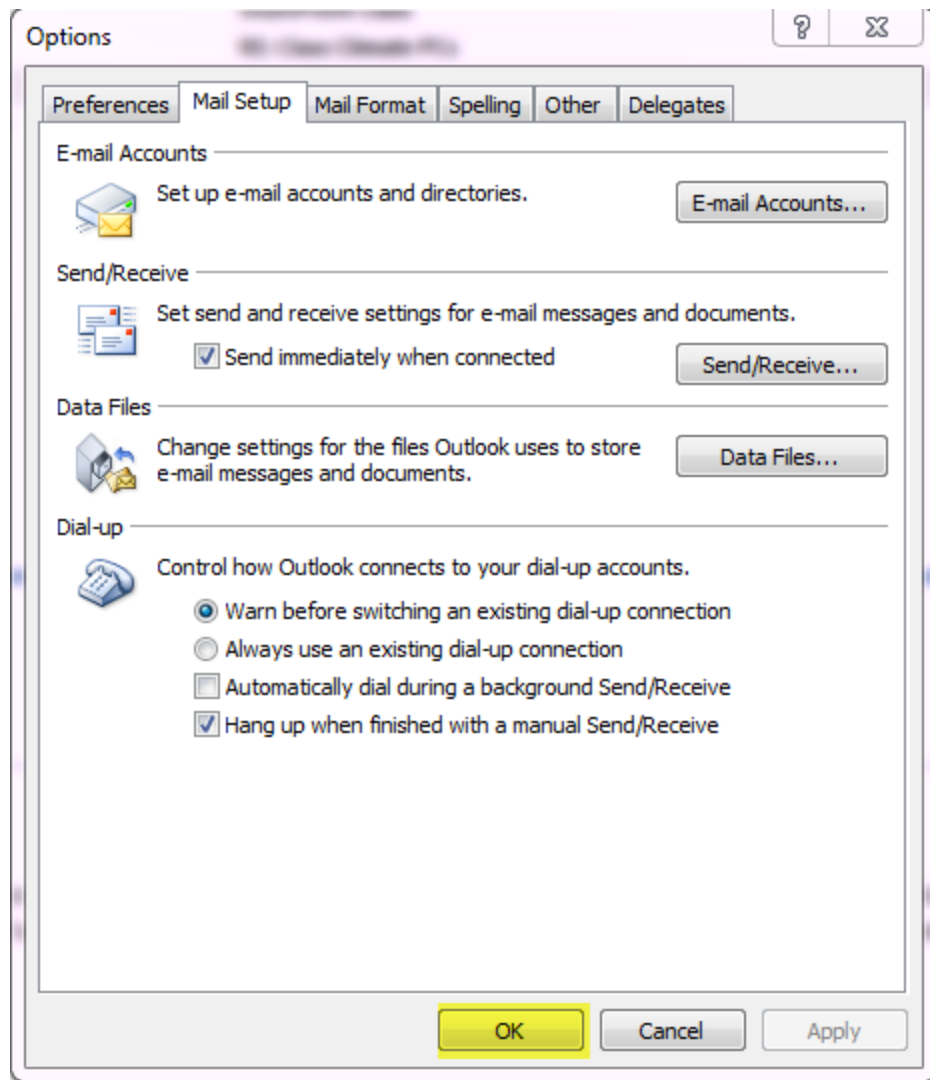 Options
Preferences Mail Setup Mail Format Spelling Other Delegates
E-mail Accounts
Set up e-mail accounts and directories.
E-mail Accounts...
Send/Receive
Set send and receive settings for e-mail messages and documents.
Send immediately when connected
Send/Receive...
Data Files
Change settings for the files Outlook uses to store
e-mail messages and documents.
Data Files...
Dial-up
Control how Outlook connects to your dial-up accounts.
Warn before switching an existing dial-up connection
Always use an existing dial-up connection
Automatically dial during a background Send/Receive
Hang up when finished with a manual Send/Receive
OK Cancel Apply